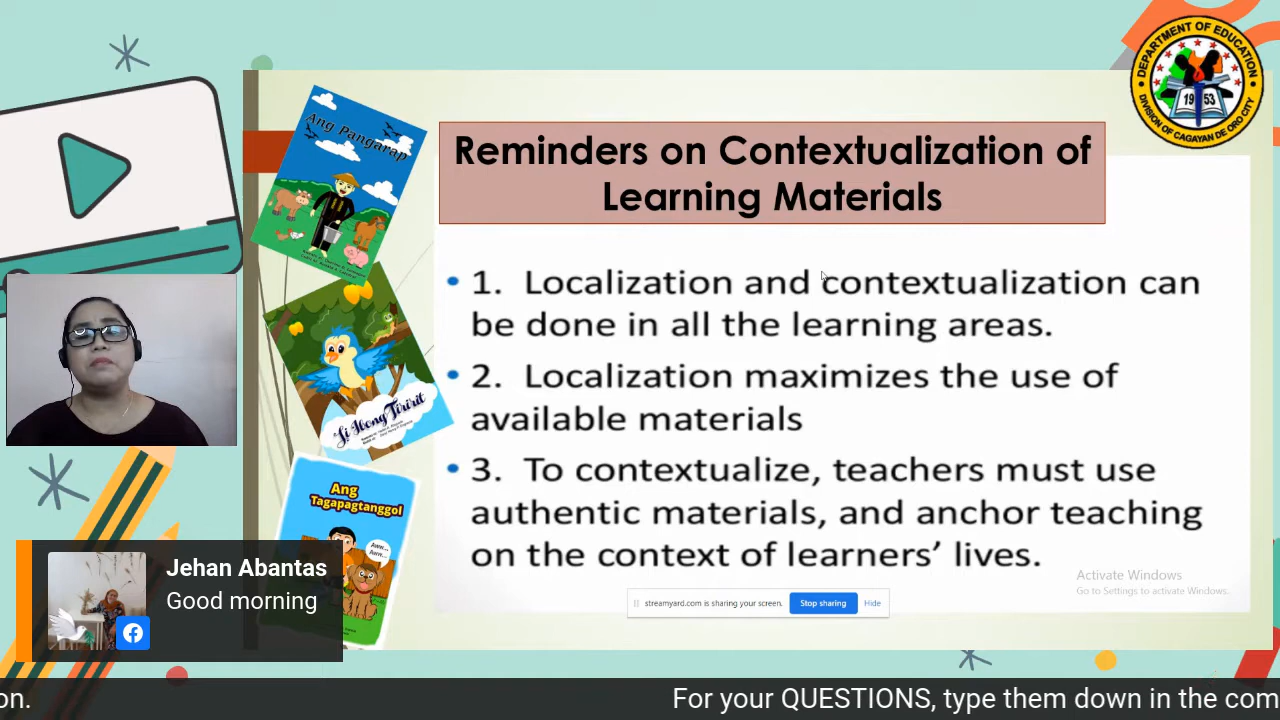 DEPARTMENT OF EDUCATION
1953
DIVISION OF CAGAYAN DE ORO CITY
Ang Pangarap
Reminders on Contextualization of
Learning Materials
• 1. Localization and contextualization can
be done in all the learning areas.
• 2. Localization maximizes the use of
available materials
• 3. To contextualize, teachers must use
authentic materials, and anchor teaching
on the context of learners’ lives.
Si Ibong Tiririt
Ang
Tagapagtanggol
Aww...
Aww...
Activate Windows
Go to Settings to activate Windows.
streamyard.com is sharing your screen.
Stop sharing
Hide
Jehan Abantas
Good morning
on.
For your QUESTIONS, type them down in the com